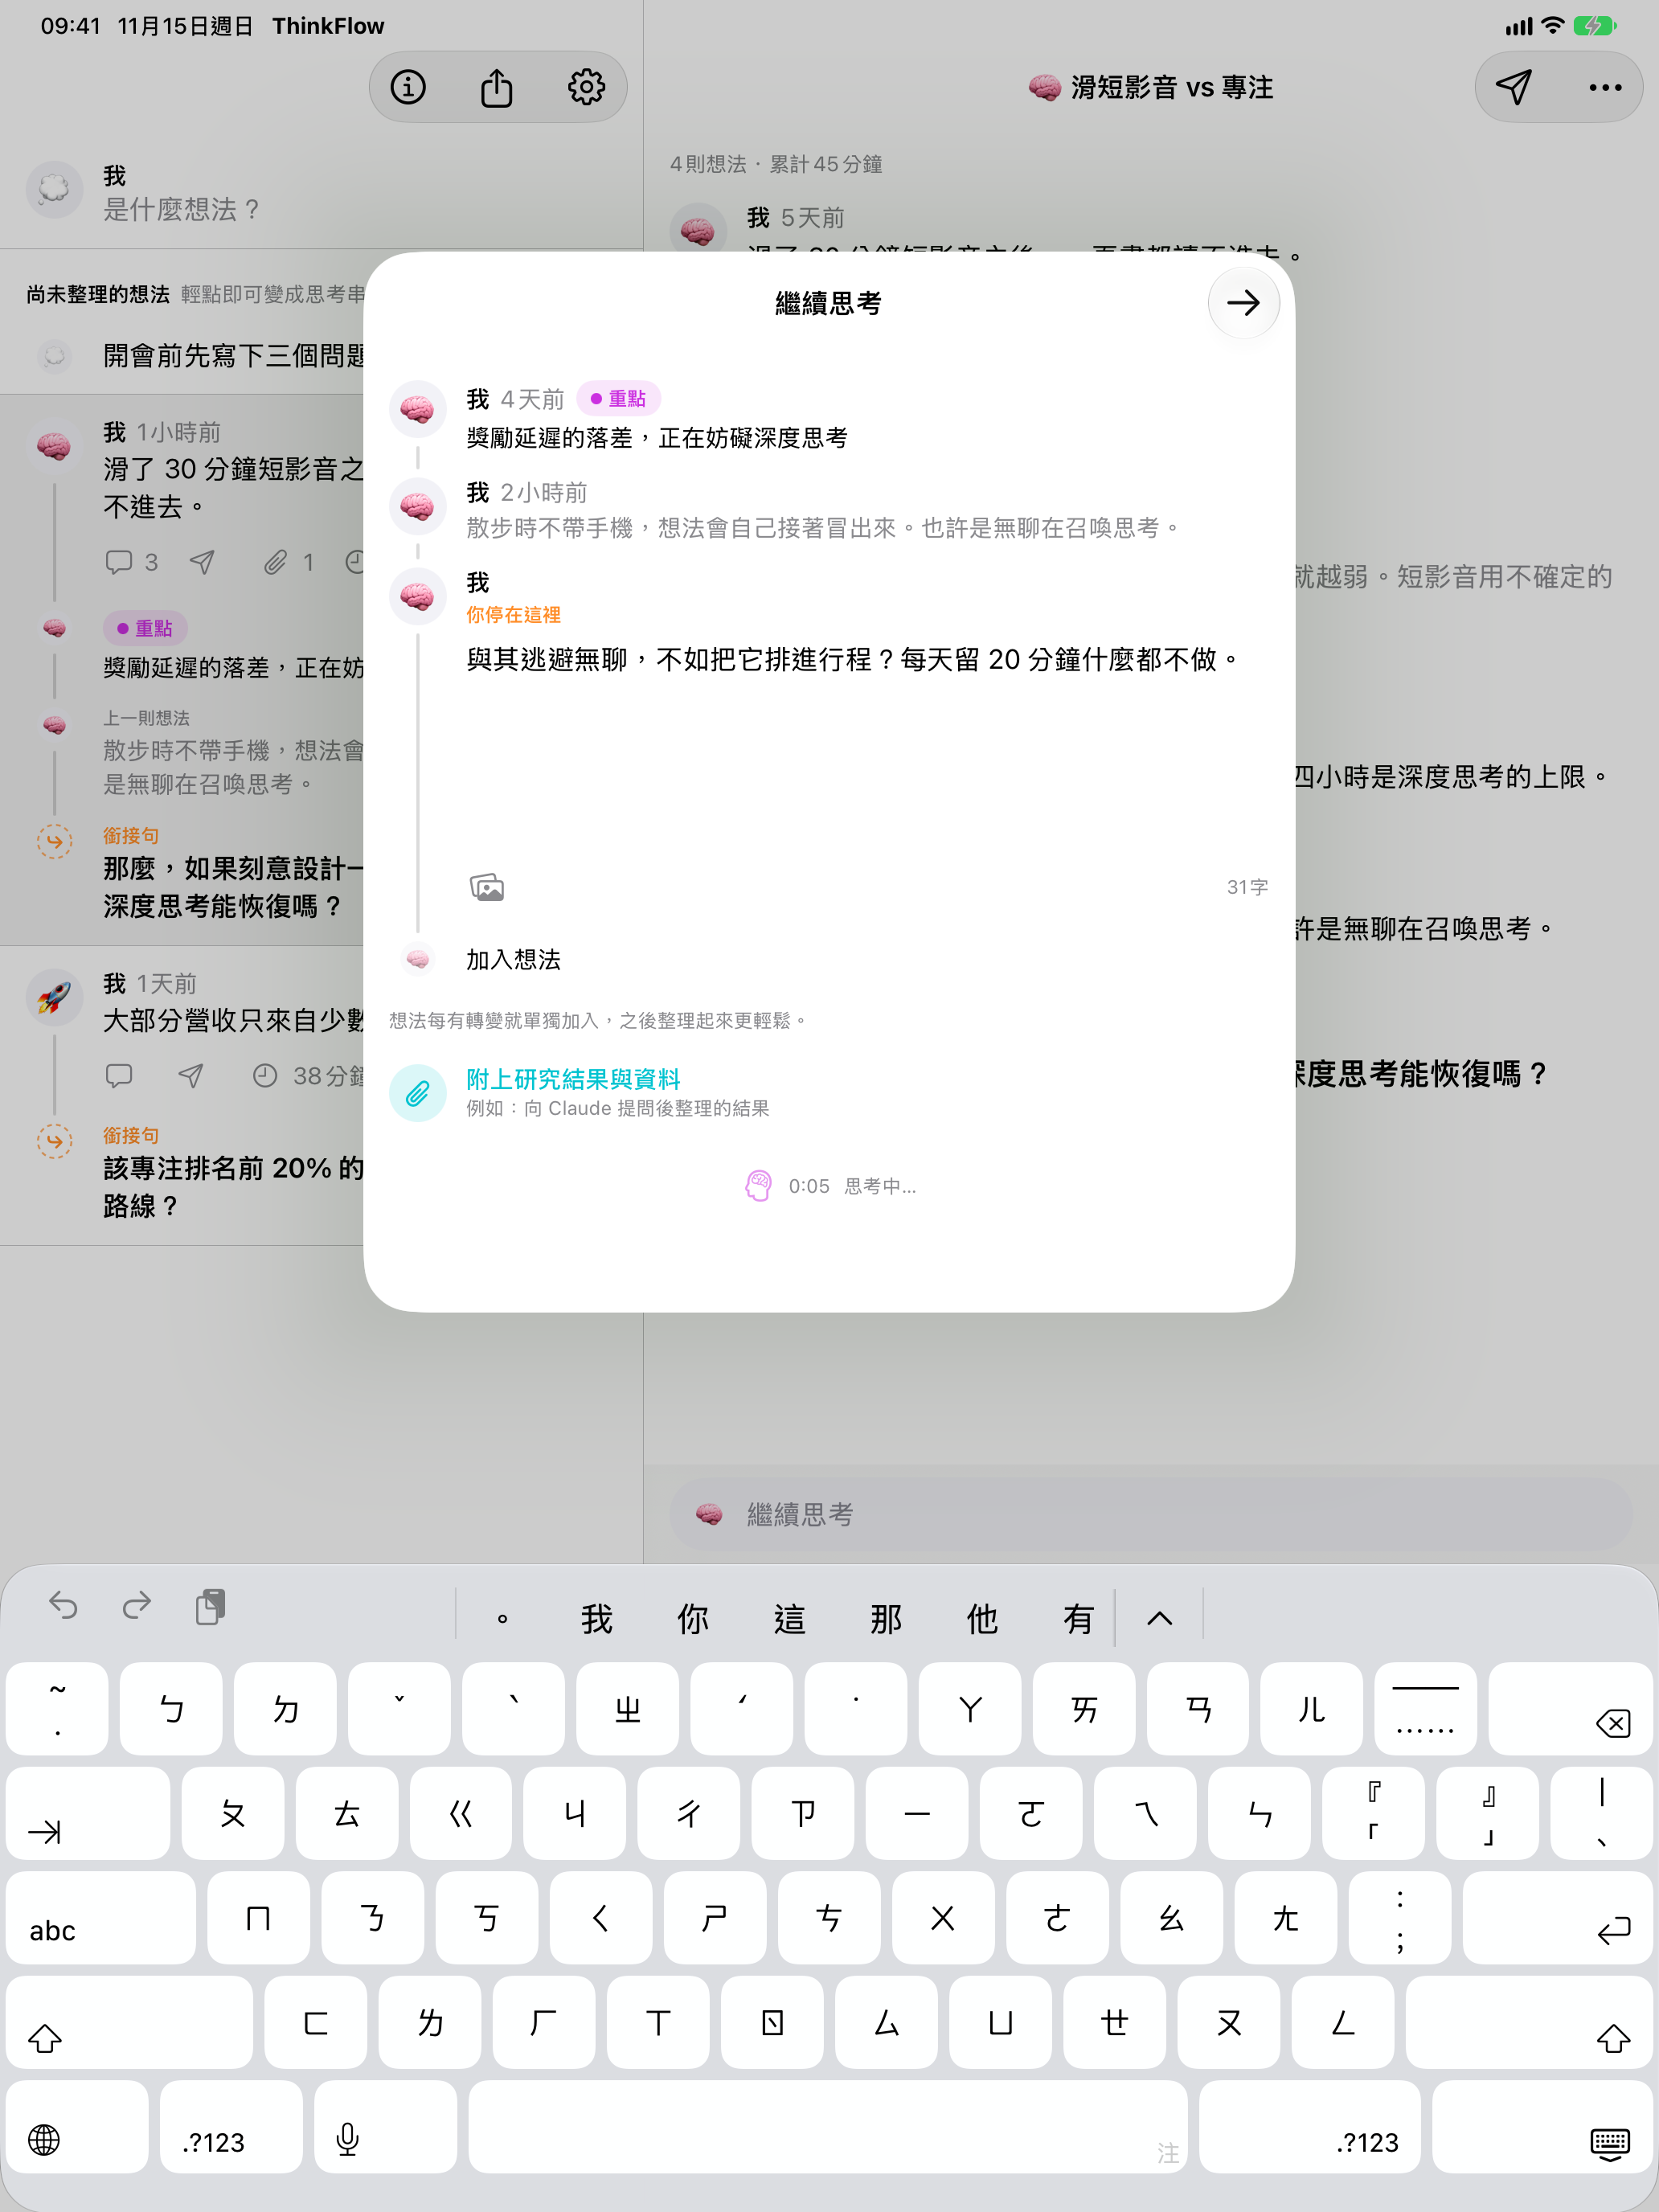 09:41 11月15日週日 ThinkFlow
我
是什麼想法？
尚未整理的想法 輕點即可變成思考串
開會前先寫下三個問題
我 1小時前
滑了 30 分鐘短影音之
不進去。
3 1
重點
獎勵延遲的落差，正在妨
上一則想法
散步時不帶手機，想法會
是無聊在召喚思考。
銜接句
那麼，如果刻意設計一
深度思考能恢復嗎？
我 1天前
大部分營收只來自少數
38分鐘
銜接句
該專注排名前 20% 的
路線？
滑短影音 vs 專注
4則想法 · 累計45分鐘
我 5天前
滑了 30 分鐘短影音之後
頁書都讀不進去。
就越弱。短影音用不確定的
四小時是深度思考的上限。
許是無聊在召喚思考。
深度思考能恢復嗎？
繼續思考
繼續思考
我 4天前 重點
獎勵延遲的落差，正在妨礙深度思考
我 2小時前
散步時不帶手機，想法會自己接著冒出來。也許是無聊在召喚思考。
我
你停在這裡
與其逃避無聊，不如把它排進行程？每天留 20 分鐘什麼都不做。
31字
加入想法
想法每有轉變就單獨加入，之後整理起來更輕鬆。
附上研究結果與資料
例如：向 Claude 提問後整理的結果
0:05 思考中...
。 我 你 這 那 他 有
~ · ㄅ ㄉ ˇ ˋ ㄓ ˊ ˙ ㄚ ㄞ ㄢ ㄦ —— ……
ㄆ ㄊ ㄍ ㄐ ㄔ ㄗ ㄧ ㄛ ㄟ ㄣ 『 「 』 」 | 、
abc ㄇ ㄋ ㄎ ㄑ ㄕ ㄘ ㄨ ㄜ ㄠ ㄤ ： ；
ㄈ ㄌ ㄏ ㄒ ㄖ ㄙ ㄩ ㄝ ㄡ ㄥ
.?123 注 .?123